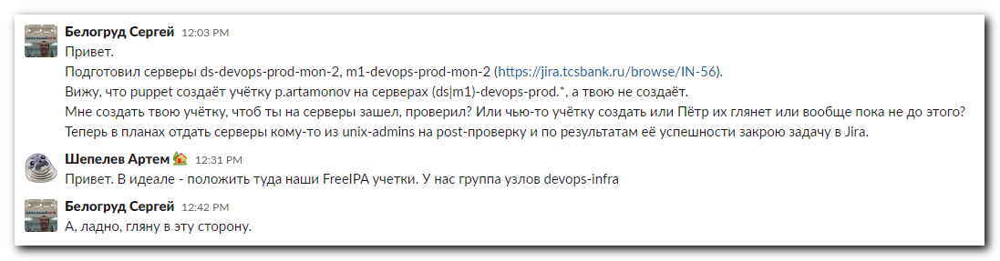 Белогруд Сергей 12:03 PM
Привет.
Подготовил серверы ds-devops-prod-mon-2, m1-devops-prod-mon-2 (https://jira.tcsbank.ru/browse/IN-56).
Вижу, что puppet создаёт учётку p.artamonov на серверах (ds|m1)-devops-prod.*, а твою не создаёт.
Мне создать твою учётку, чтоб ты на серверы зашел, проверил? Или чью-то учётку создать или Пётр их глянет или вообще пока не до этого?
Теперь в планах отдать серверы кому-то из unix-admins на post-проверку и по результатам её успешности закрою задачу в Jira.
Шепелев Артем 12:31 PM
Привет. В идеале - положить туда наши FreeIPA учетки. У нас группа узлов devops-infra
Белогруд Сергей 12:42 PM
А, ладно, гляну в эту сторону.